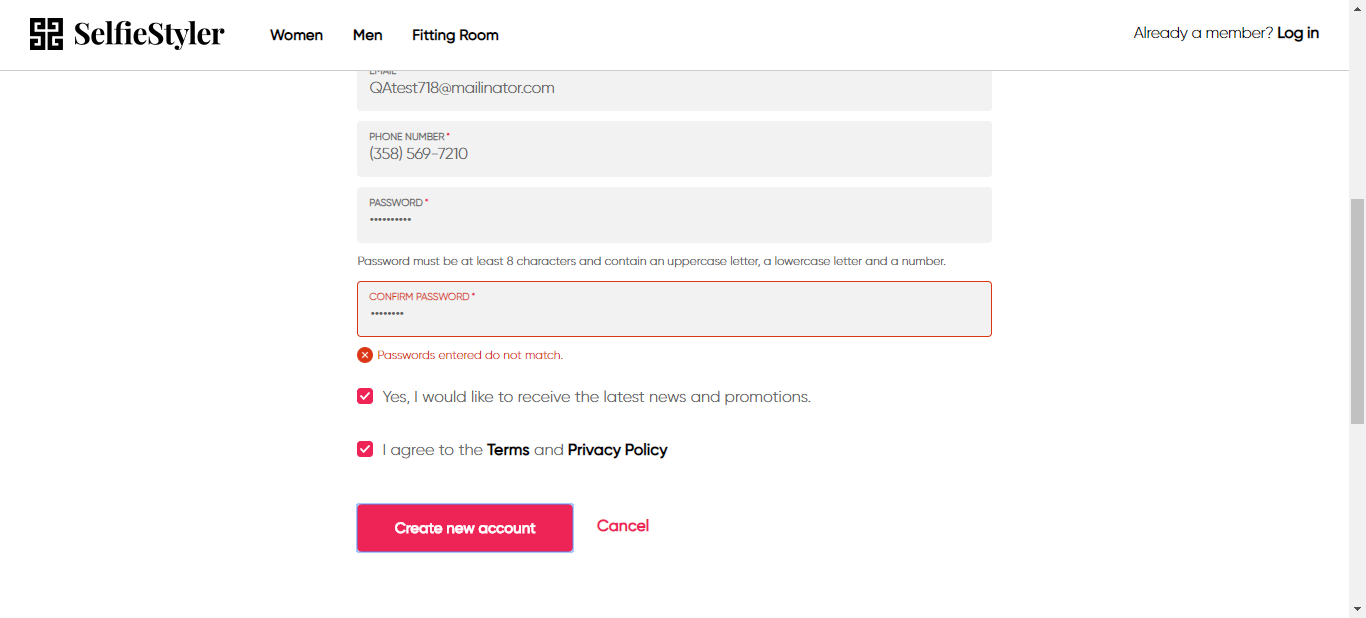 SelfieStyler
Women Men Fitting Room
Already a member? Log in
EMAIL
QAtest718@mailinator.com
PHONE NUMBER*
(358) 569-7210
PASSWORD*
••••••••••
Password must be at least 8 characters and contain an uppercase letter, a lowercase letter and a number.
CONFIRM PASSWORD*
••••••••
Passwords entered do not match.
Yes, I would like to receive the latest news and promotions.
I agree to the Terms and Privacy Policy
Create new account
Cancel